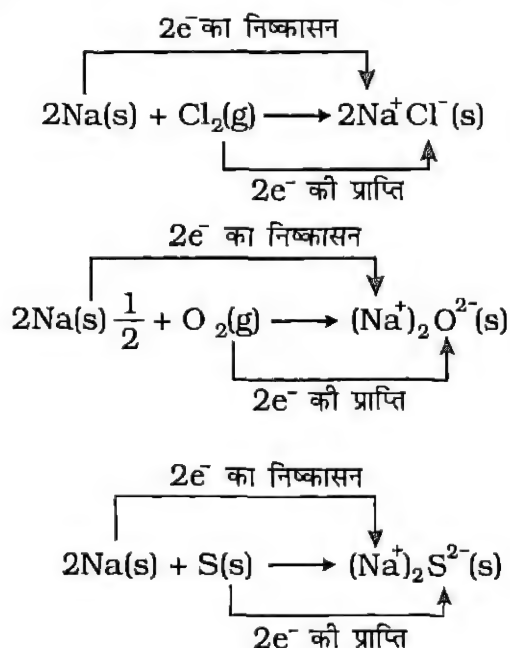 2e⁻ का निष्कासन
2Na(s) + Cl₂(g) ⟶ 2Na⁺Cl⁻(s)
2e⁻ की प्राप्ति
2e⁻ का निष्कासन
2Na(s) 1/2 + O ₂(g) ⟶ (Na⁺)₂O²⁻(s)
2e⁻ की प्राप्ति
2e⁻ का निष्कासन
2Na(s) + S(s) ⟶ (Na⁺)₂S²⁻(s)
2e⁻ की प्राप्ति